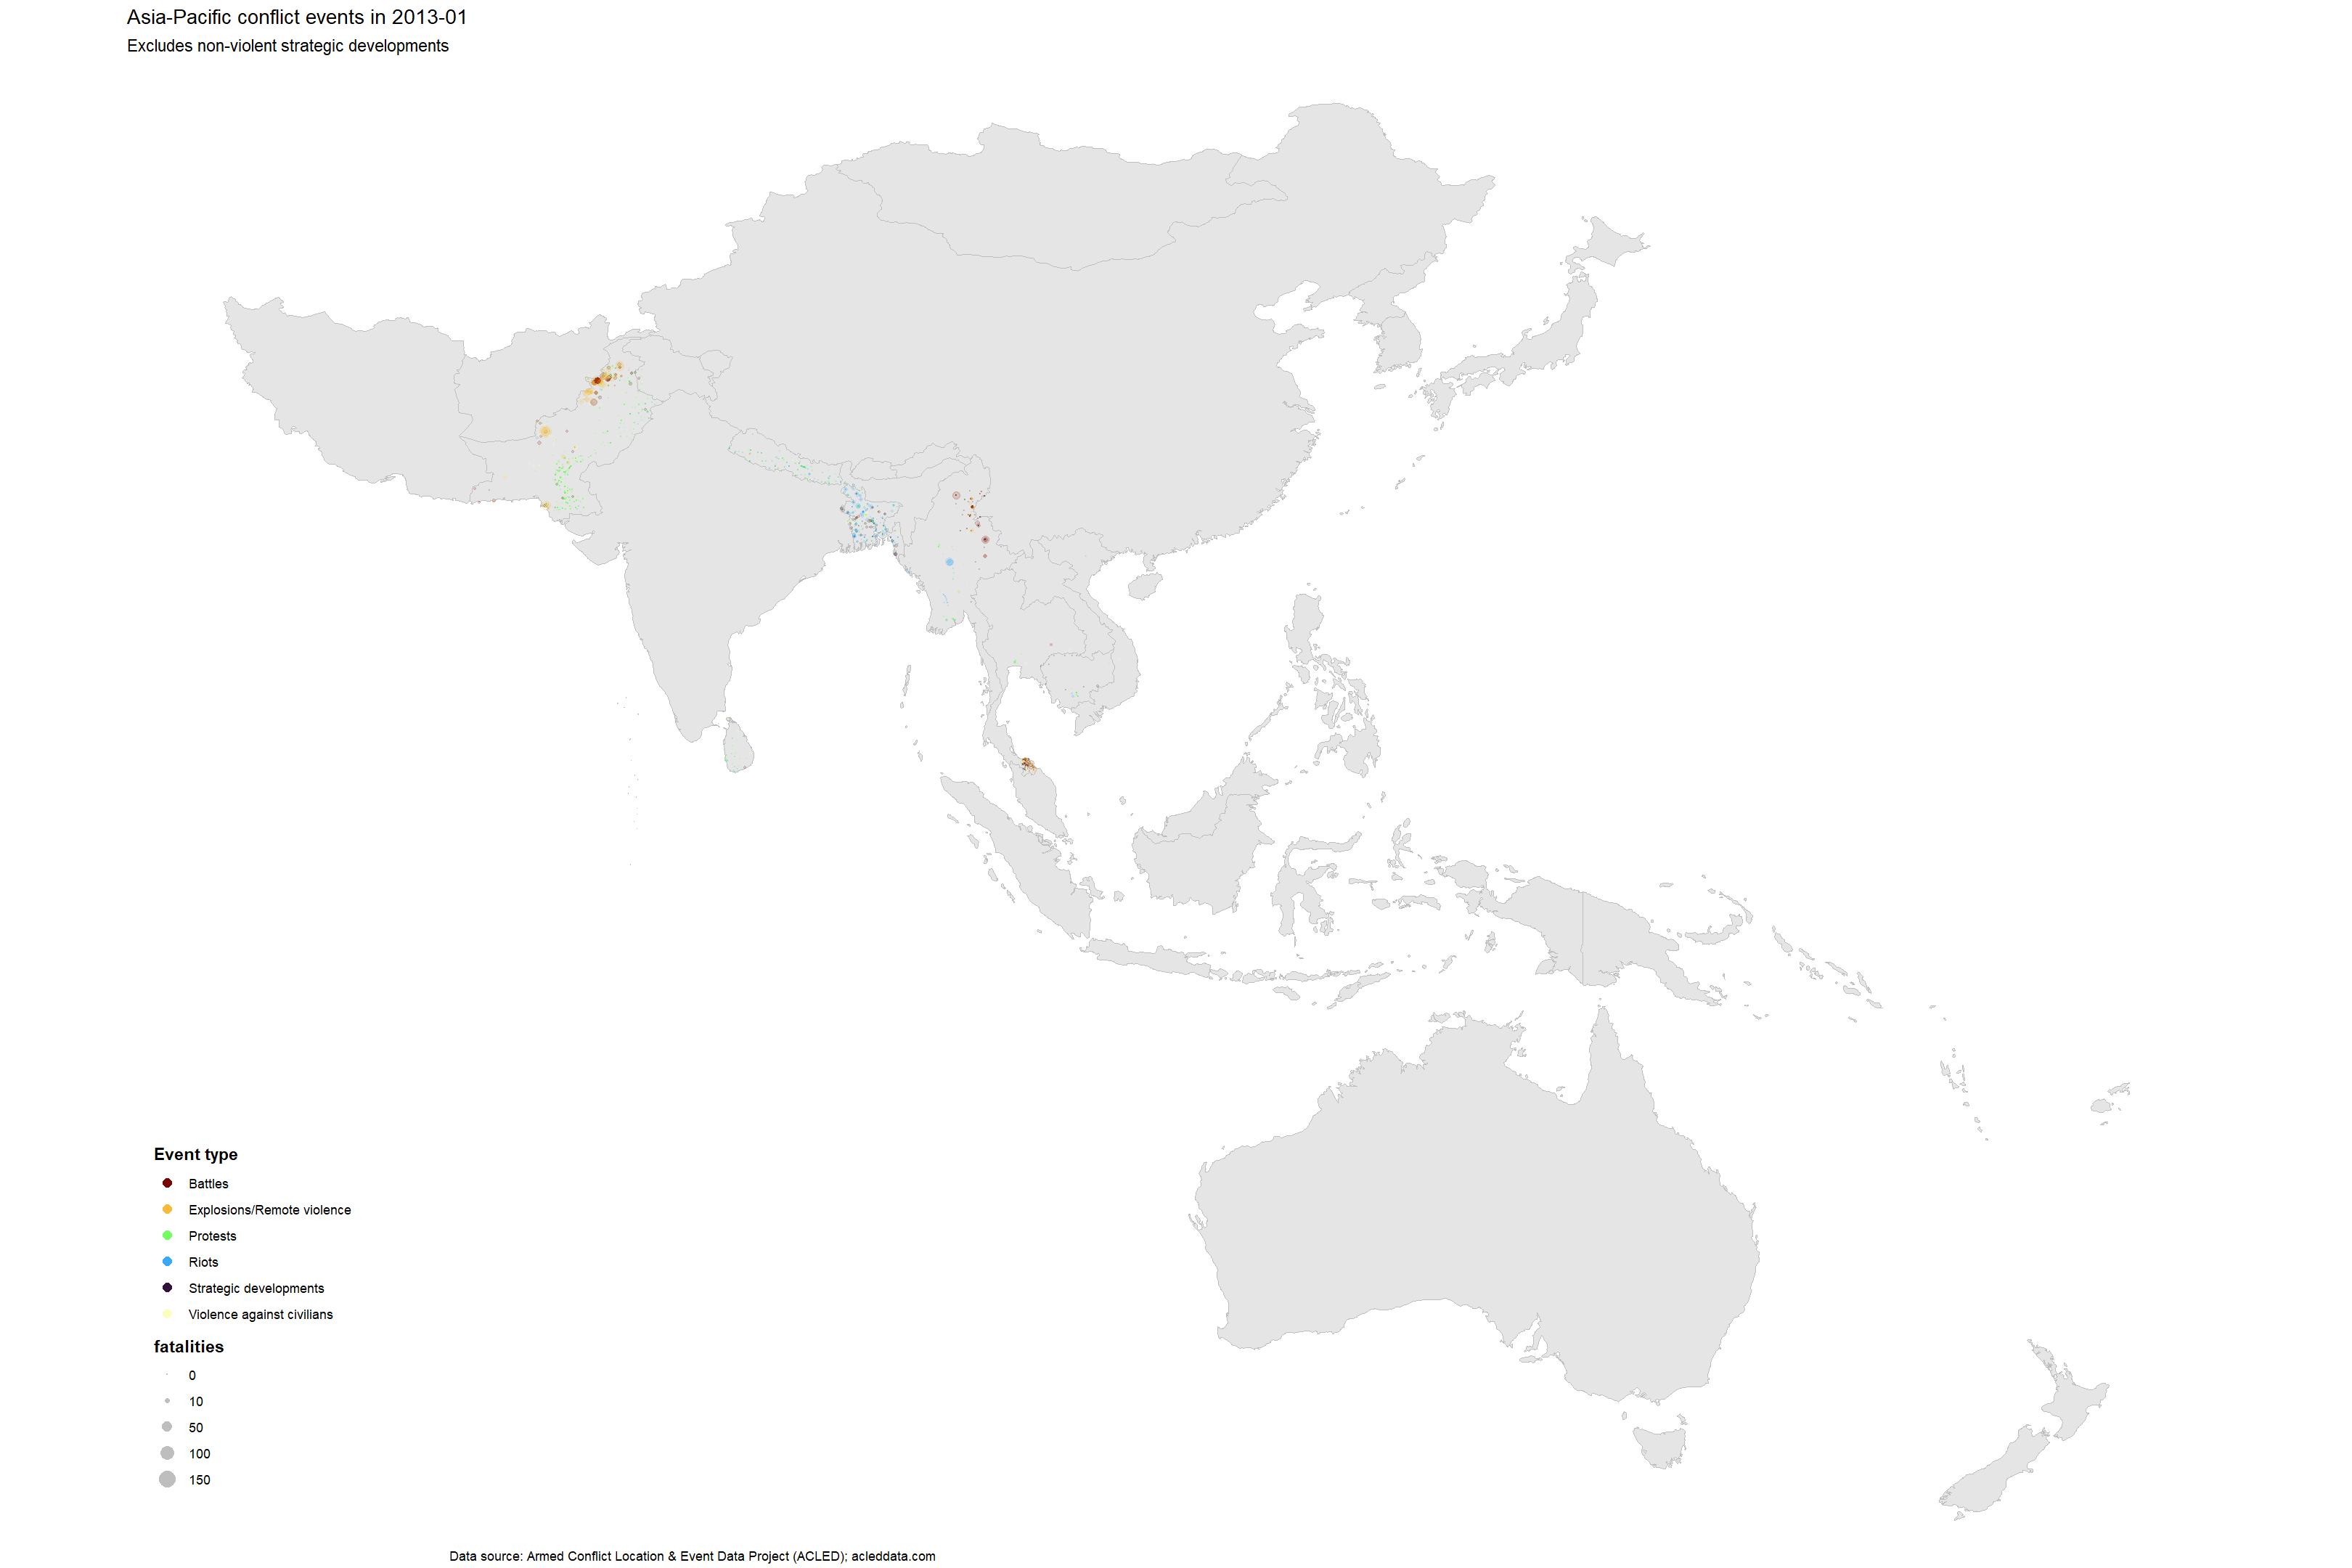 Asia-Pacific conflict events in 2013-01
Excludes non-violent strategic developments
Event type
Battles
Explosions/Remote violence
Protests
Riots
Strategic developments
Violence against civilians
fatalities
0
10
50
100
150
Data source: Armed Conflict Location & Event Data Project (ACLED); acleddata.com